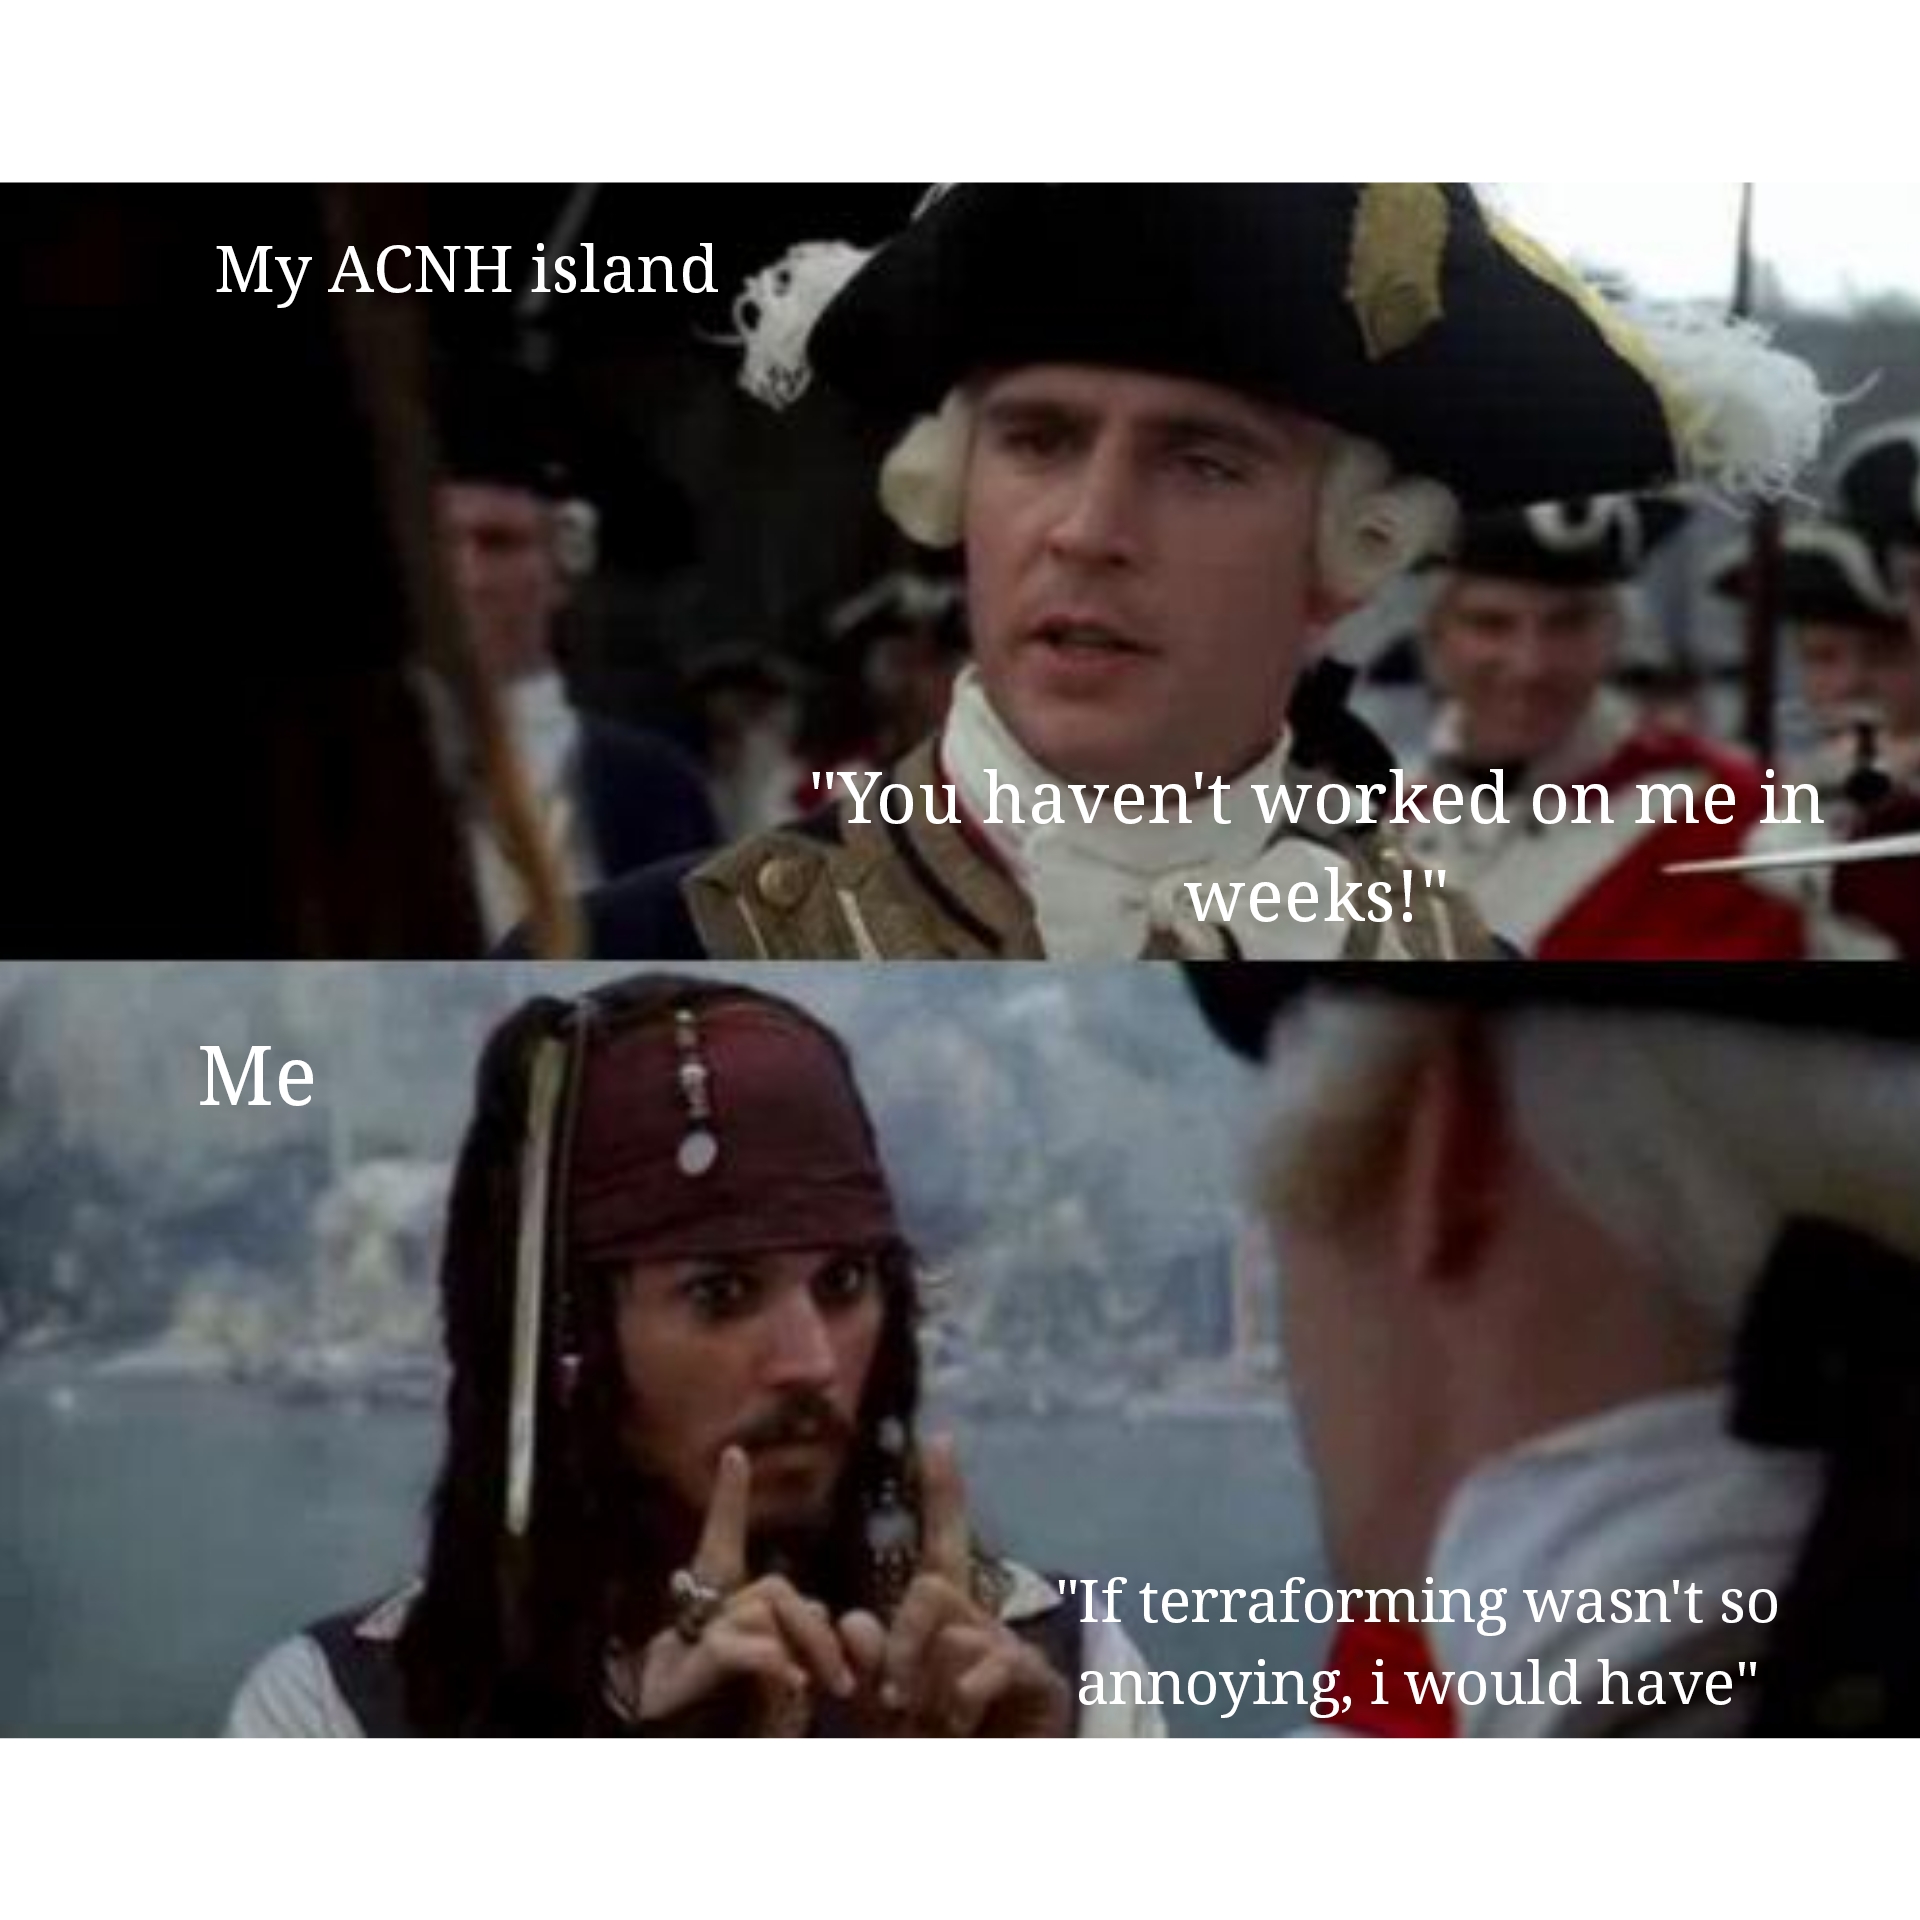 My ACNH island
"You haven't worked on me in
weeks!"
Me
"If terraforming wasn't so
annoying, i would have"